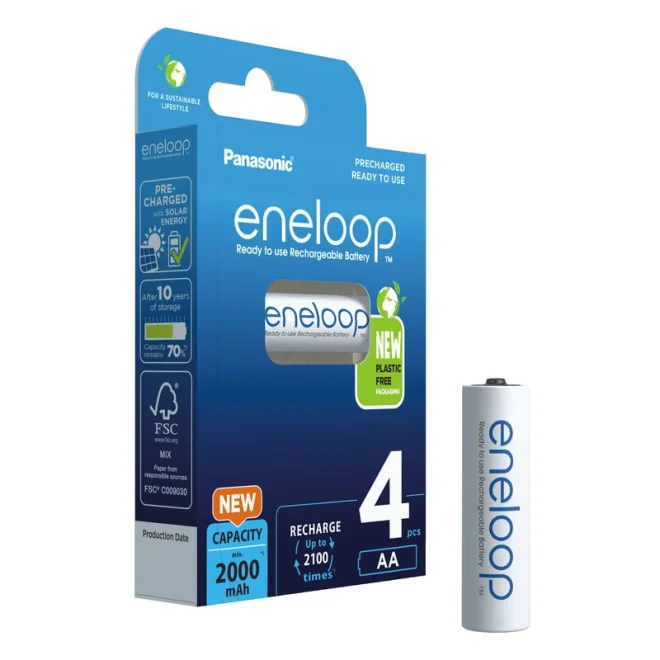 FOR A SUSTAINABLE
LIFESTYLE
eneloop
PRE-
CHARGED
with SOLAR
ENERGY
After 10 years
of storage
Capacity
remains 70%
FSC
www.fsc.org
MIX
Paper from
responsible sources
FSC® C009030
Production Date
Panasonic
PRECHARGED
READY TO USE
eneloop
Ready to use Rechargeable Battery ™
eneloop
Ready to use Rechargeable Battery
NEW
PLASTIC
FREE
PACKAGING
NEW
CAPACITY
min.
2000
mAh
RECHARGE
Up to
2100
times
4
pcs
AA
eneloop ™
Ready to use Rechargeable Battery